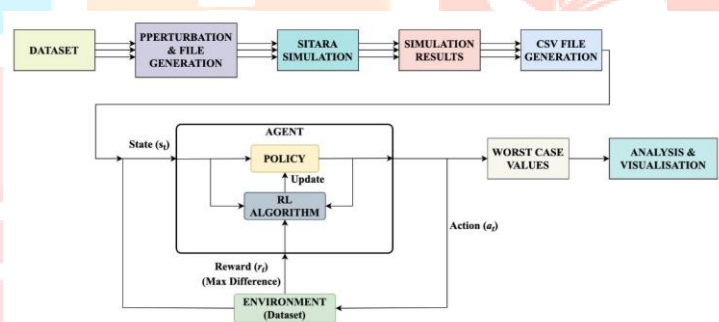 DATASET
PPERTURBATION
& FILE
GENERATION
SITARA
SIMULATION
SIMULATION
RESULTS
CSV FILE
GENERATION
State (sₜ)
AGENT
POLICY
Update
RL
ALGORITHM
WORST CASE
VALUES
ANALYSIS &
VISUALISATION
Action (aₜ)
Reward (rₜ)
(Max Difference)
ENVIRONMENT
(Dataset)